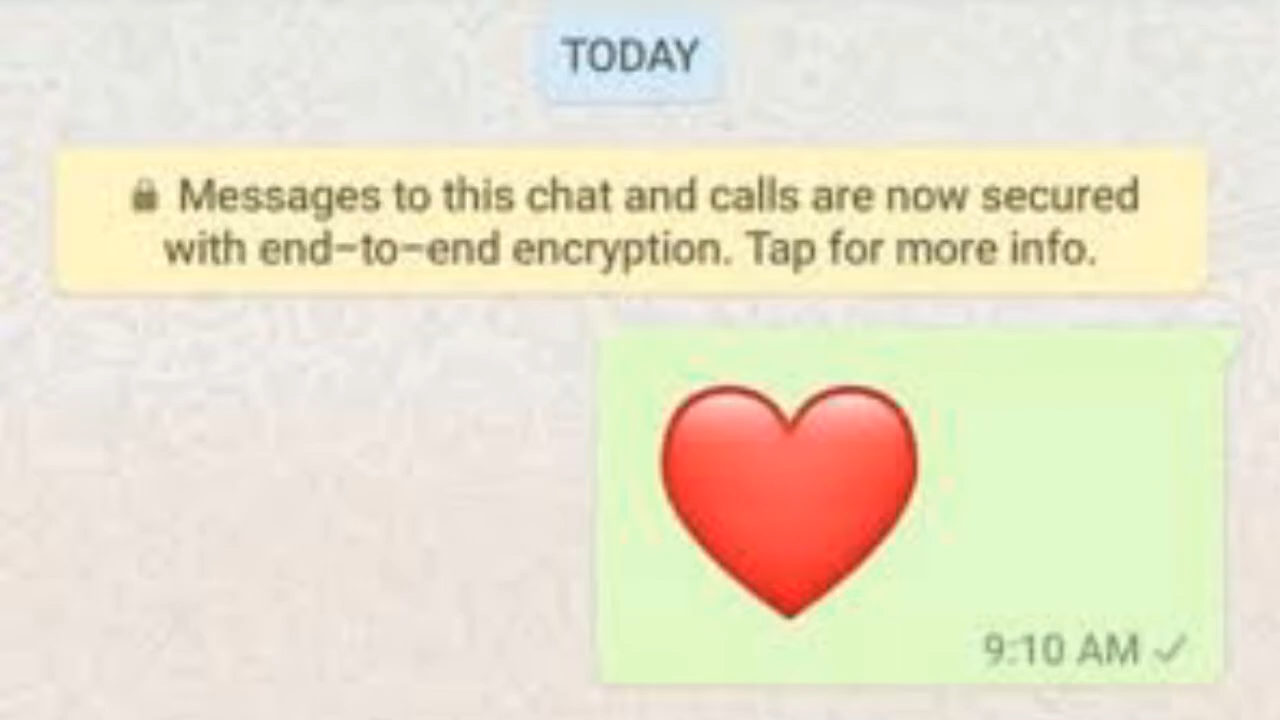 TODAY
🔒 Messages to this chat and calls are now secured
with end-to-end encryption. Tap for more info.
❤️
9:10 AM ✓